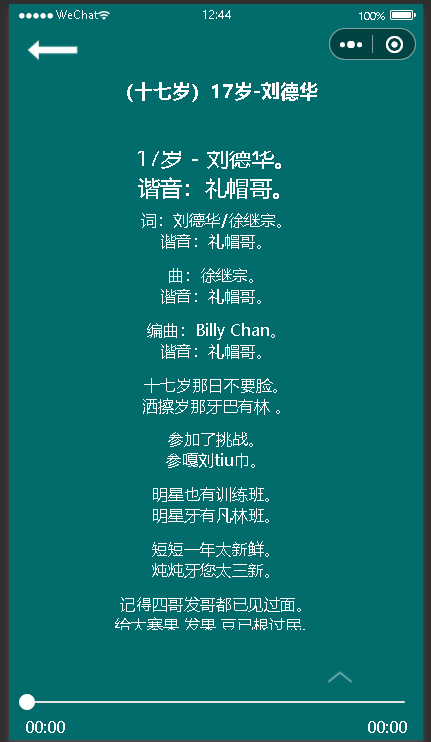 WeChat
12:44
100%
（十七岁）17岁-刘德华
17岁 - 刘德华。
谐音：礼帽哥。
词：刘德华/徐继宗。
谐音：礼帽哥。
曲：徐继宗。
谐音：礼帽哥。
编曲：Billy Chan。
谐音：礼帽哥。
十七岁那日不要脸。
洒擦岁那牙巴有林 。
参加了挑战。
参嘎刘tiu巾。
明星也有训练班。
明星牙有凡林班。
短短一年太新鲜。
炖炖牙您太三新。
记得四哥发哥都已见过面。
00:00
00:00